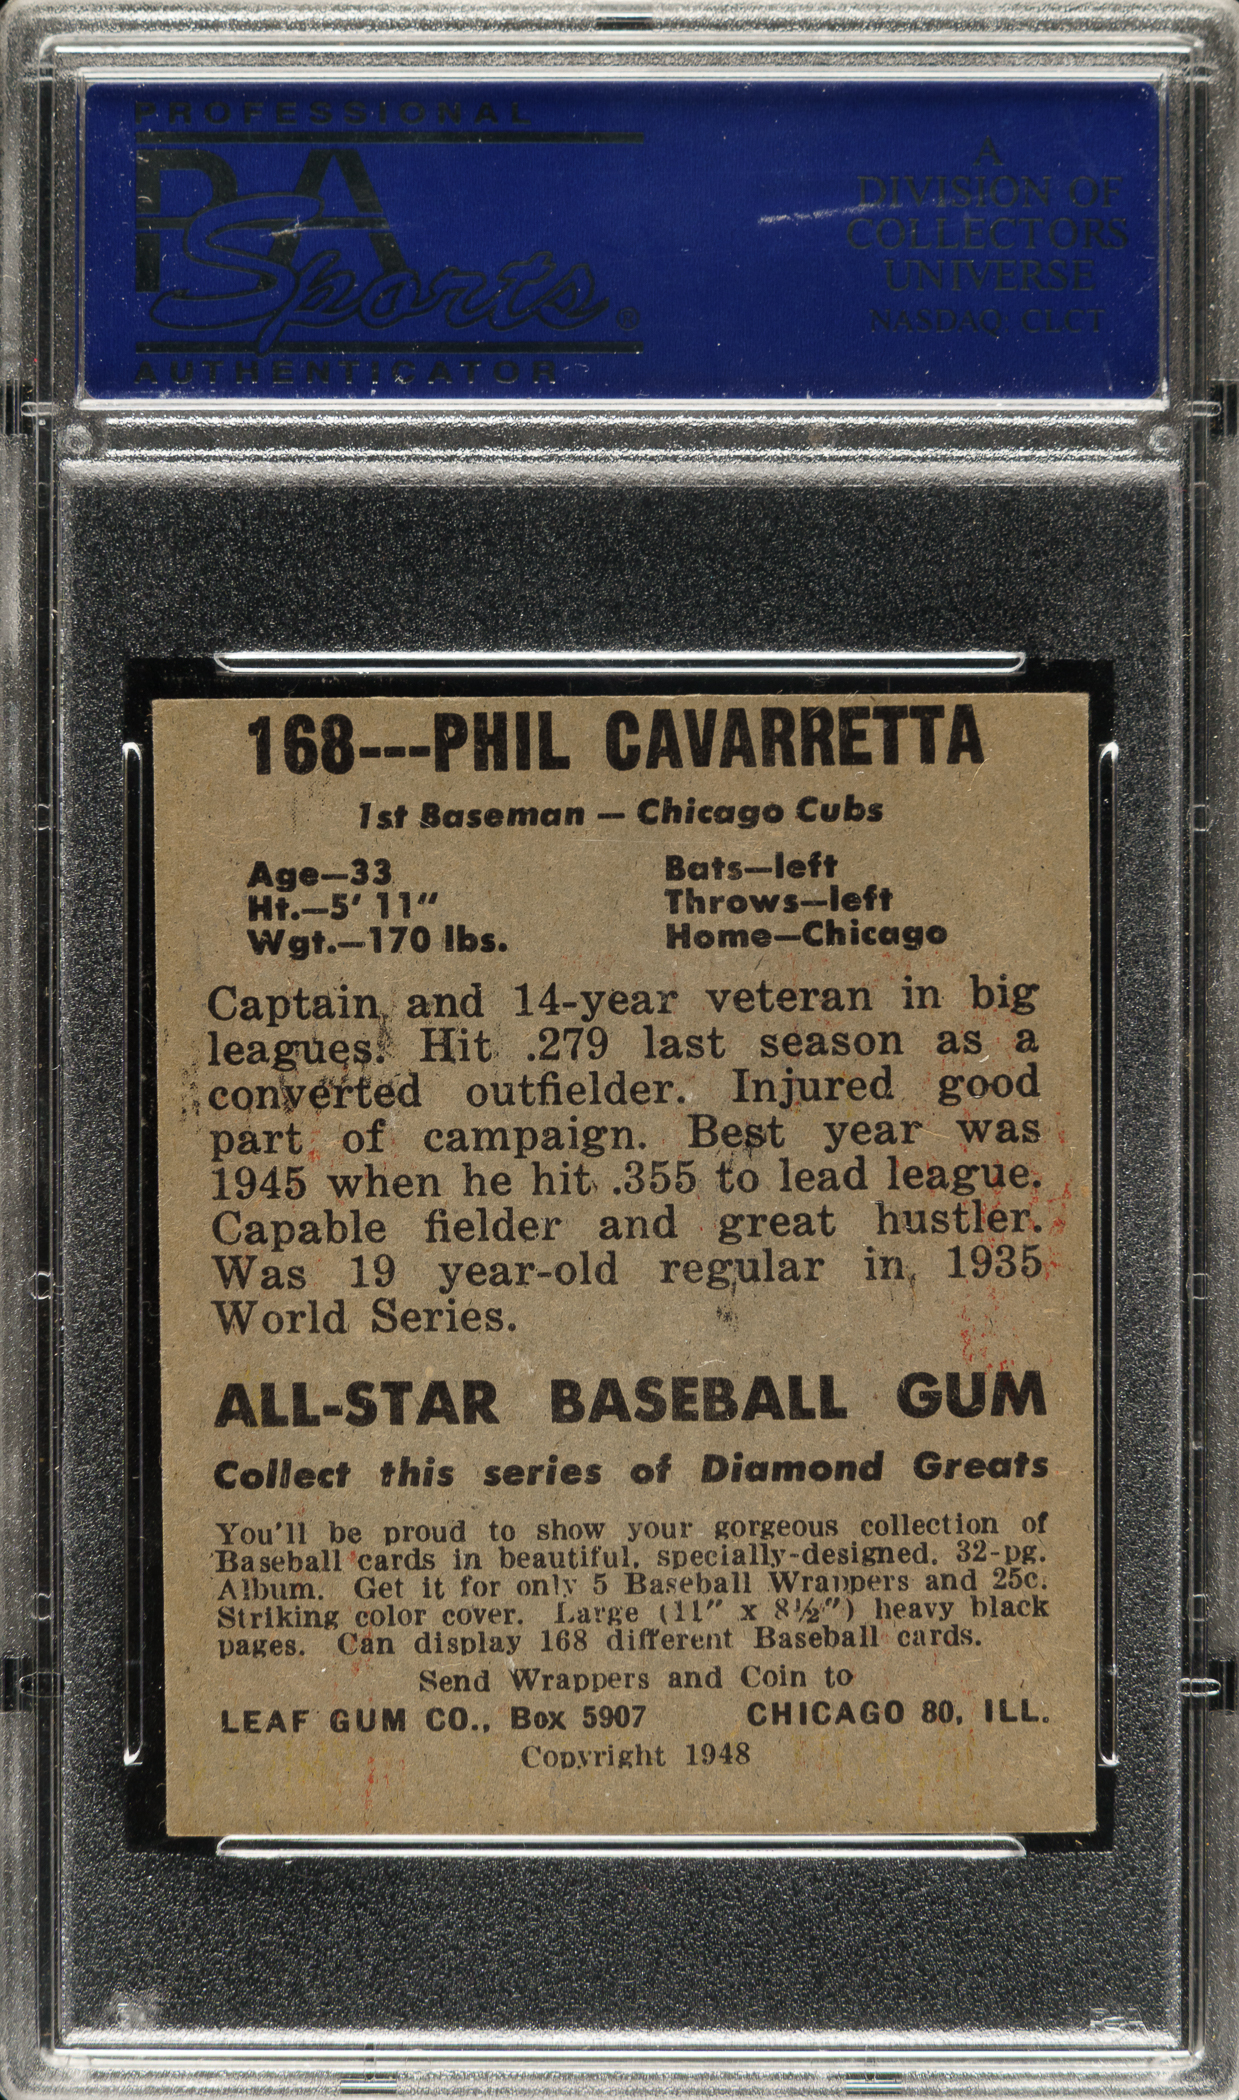 PROFESSIONAL
PSA
Sports®
AUTHENTICATOR
A
DIVISION OF
COLLECTORS
UNIVERSE
NASDAQ: CLCT
168---PHIL CAVARRETTA
1st Baseman — Chicago Cubs
Age—33
Ht.—5' 11"
Wgt.—170 lbs.
Bats—left
Throws—left
Home—Chicago
Captain and 14-year veteran in big
leagues. Hit .279 last season as a
converted outfielder. Injured good
part of campaign. Best year was
1945 when he hit .355 to lead league.
Capable fielder and great hustler.
Was 19 year-old regular in 1935
World Series.
ALL-STAR BASEBALL GUM
Collect this series of Diamond Greats
You'll be proud to show your gorgeous collection of
Baseball cards in beautiful, specially-designed, 32-pg.
Album. Get it for only 5 Baseball Wrappers and 25c.
Striking color cover. Large (11" x 8½") heavy black
pages. Can display 168 different Baseball cards.
Send Wrappers and Coin to
LEAF GUM CO., Box 5907 CHICAGO 80, ILL.
Copyright 1948